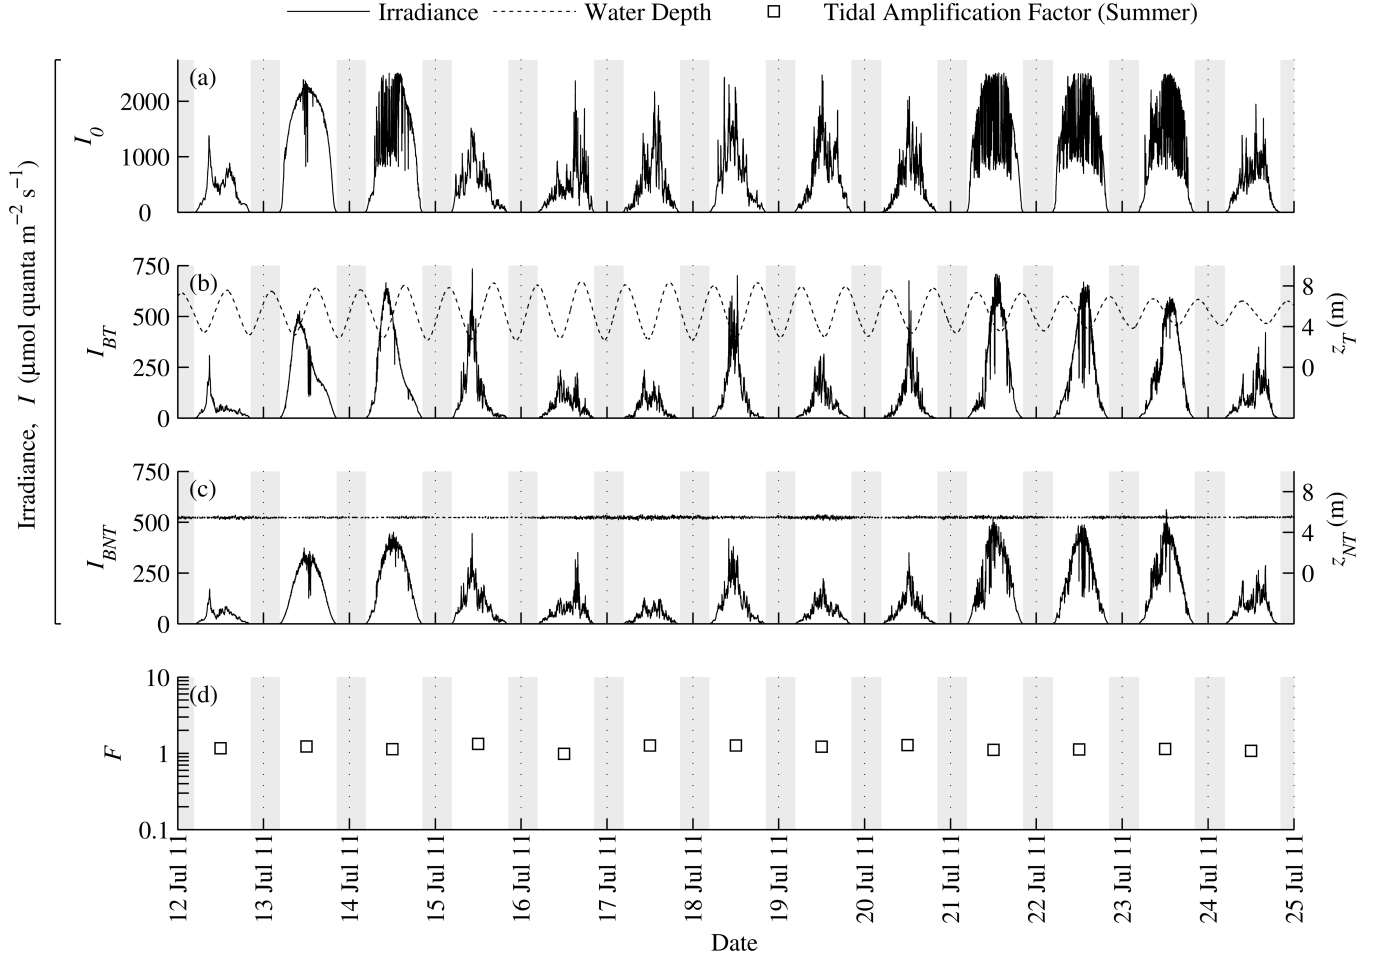 Irradiance Water Depth Tidal Amplification Factor (Summer)
Irradiance, I (µmol quanta m−2 s−1)
(a)
I0
2000
1000
0
(b)
IBT
750
500
250
0
8
4
0
zT (m)
(c)
IBNT
750
500
250
0
8
4
0
zNT (m)
(d)
F
10
1
0.1
12 Jul 11
13 Jul 11
14 Jul 11
15 Jul 11
16 Jul 11
17 Jul 11
18 Jul 11
19 Jul 11
20 Jul 11
21 Jul 11
22 Jul 11
23 Jul 11
24 Jul 11
25 Jul 11
Date